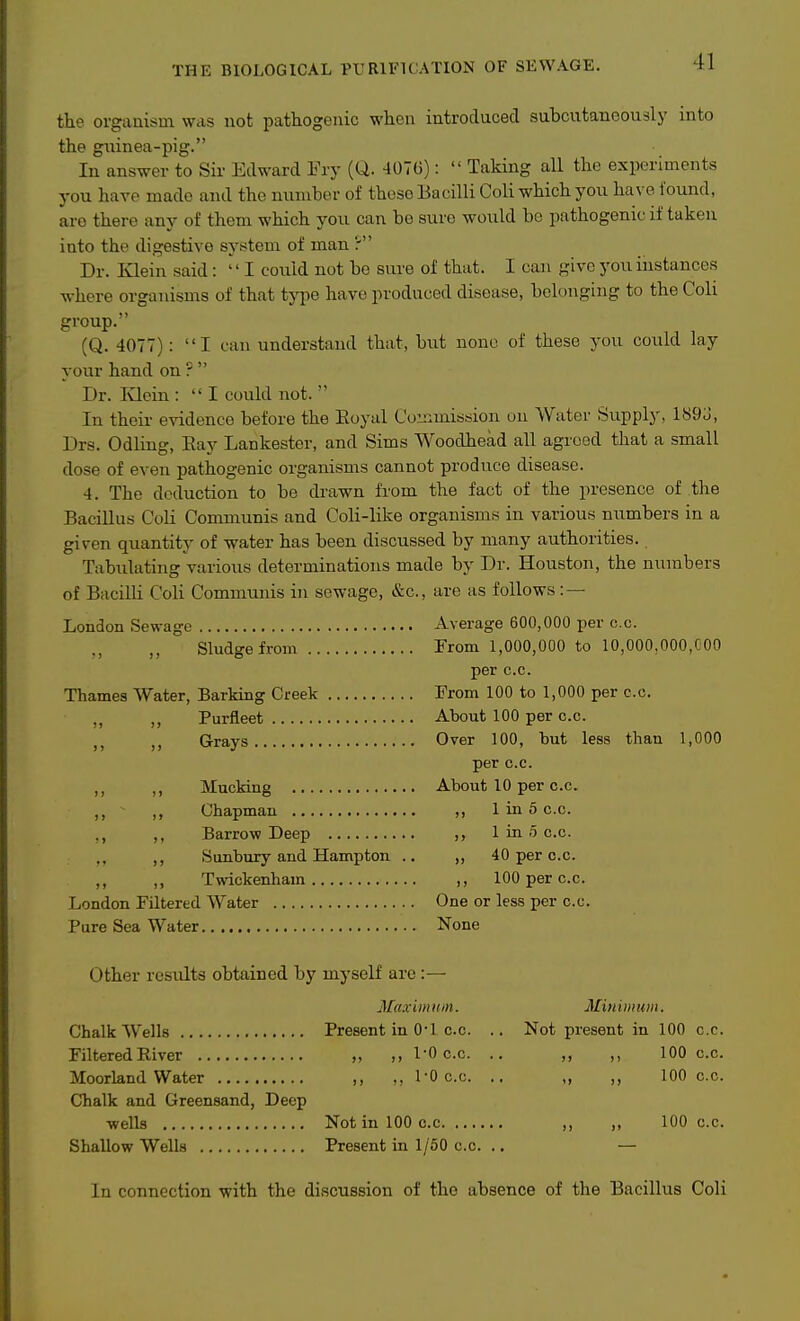 THE BIOLOGICAL PURIFICATION OF SEWAGE. 41
the organism was not pathogenic when introduced subcutaneously into
the guinea-pig.”
In answer to Sir Edward Fry (Q. 4076): “Taking all the experiments
you have made and the number of these Bacilli Coli which you have found,
are there any of them which you can be sure would be pathogenic if taken
into the digestive system of man?”
Dr. Klein said: “I could not be sure of that. I can give you instances
where organisms of that type have produced disease, belonging to the Coli
group.”
(Q. 4077): “I can understand that, but none of these you could lay
your hand on?”
Dr. Klein: “I could not.”
In their evidence before the Royal Commission on Water Supply, 1893,
Drs. Odling, Ray Lankester, and Sims Woodhead all agreed that a small
dose of even pathogenic organisms cannot produce disease.
4. The deduction to be drawn from the fact of the presence of the
Bacillus Coli Communis and Coli-like organisms in various numbers in a
given quantity of water has been discussed by many authorities.
Tabulating various determinations made by Dr. Houston, the numbers
of Bacilli Coli Communis in sewage, &c., are as follows:—
London Sewage .......... Average 600,000 per c.c.
„ „ Sludge from .......... From 1,000,000 to 10,000,000,000
per c.c.
Thames Water, Barking Creek .......... From 100 to 1,000 per c.c.
„ „ Purfleet .......... About 100 per c.c.
„ „ Grays .......... Over 100, but less than 1,000
per c.c.
„ „ Mucking .......... About 10 per c.c.
„ „ Chapman .......... „ 1 in 5 c.c.
„ „ Barrow Deep .......... „ 1 in 5 c.c.
„ „ Sunbury and Hampton .. „ 40 per c.c.
„ „ Twickenham .......... „ 100 per c.c.
London Filtered Water .......... One or less per c.c.
Pure Sea Water .......... None
Other results obtained by myself are:—
Maximum. Minimum.
Chalk Wells .......... Present in 0·1 c.c. .. Not present in 100 c.c.
Filtered River .......... „ „ 1·0 c.c. .. „ „ 100 c.c.
Moorland Water .......... „ „ 1·0 c.c. .. „ „ 100 c.c.
Chalk and Greensand, Deep
wells .......... Not in 100 c.c. ...... „ „ 100 c.c.
Shallow Wells .......... Present in 1/50 c.c. .. —
In connection with the discussion of the absence of the Bacillus Coli